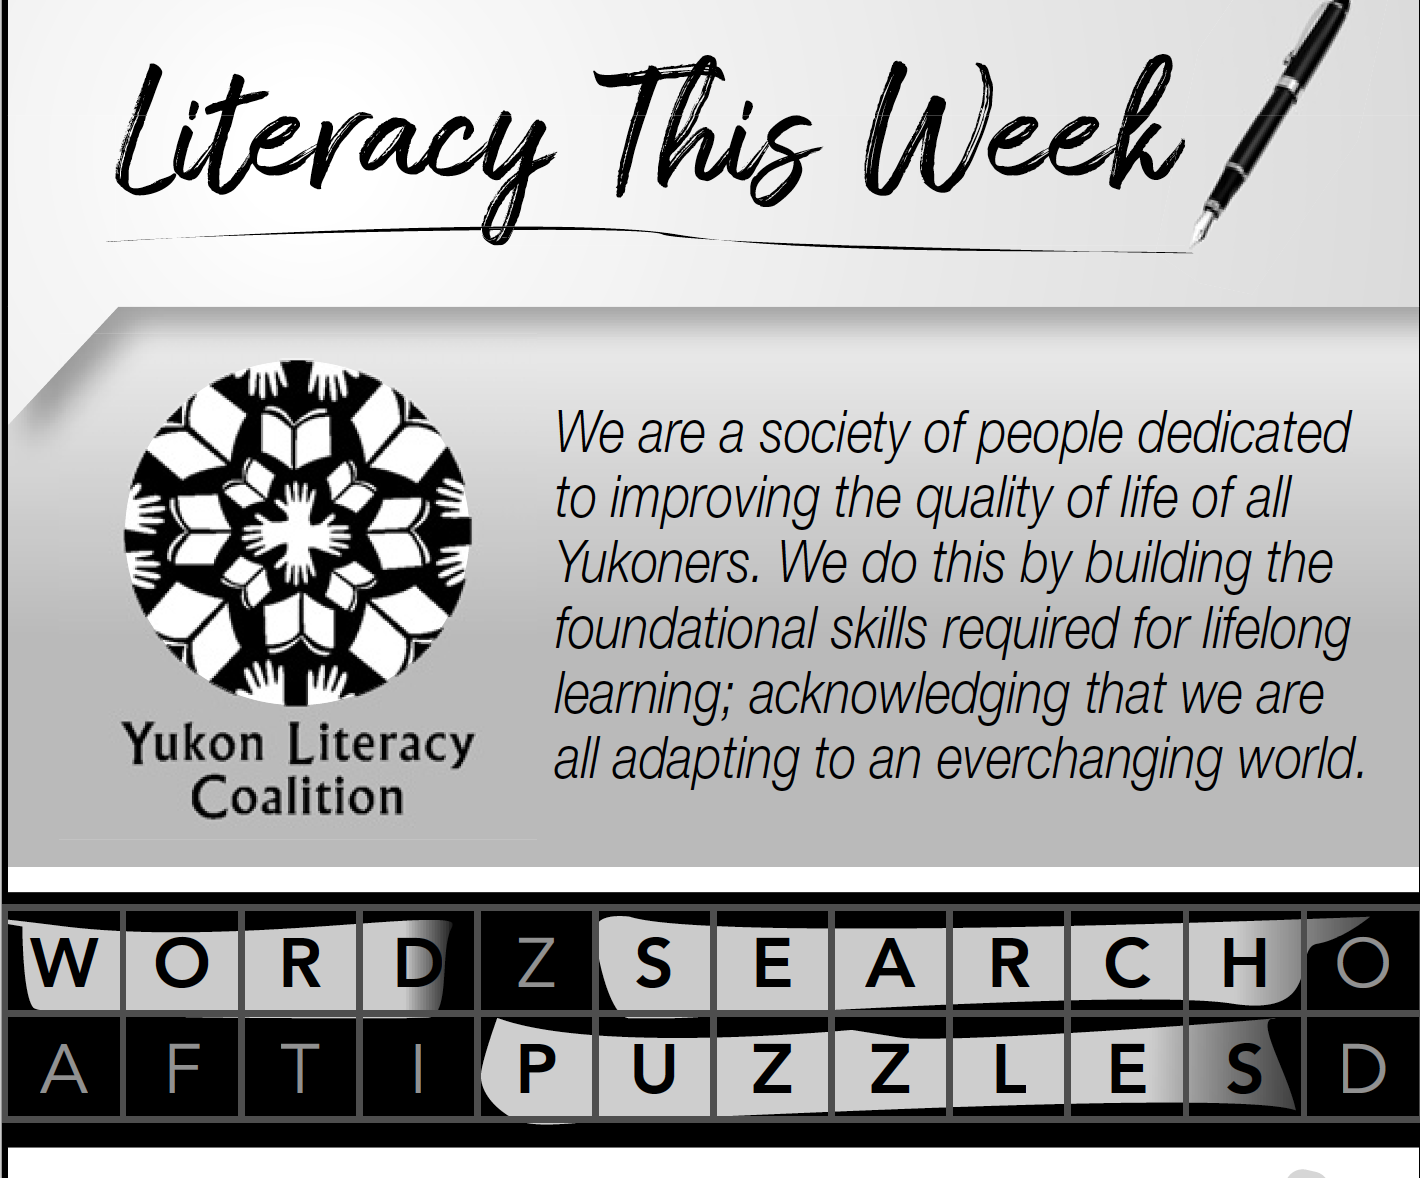 Literacy This Week
Yukon Literacy
Coalition
We are a society of people dedicated
to improving the quality of life of all
Yukoners. We do this by building the
foundational skills required for lifelong
learning; acknowledging that we are
all adapting to an everchanging world.
W O R D Z S E A R C H O
A F T I P U Z Z L E S D